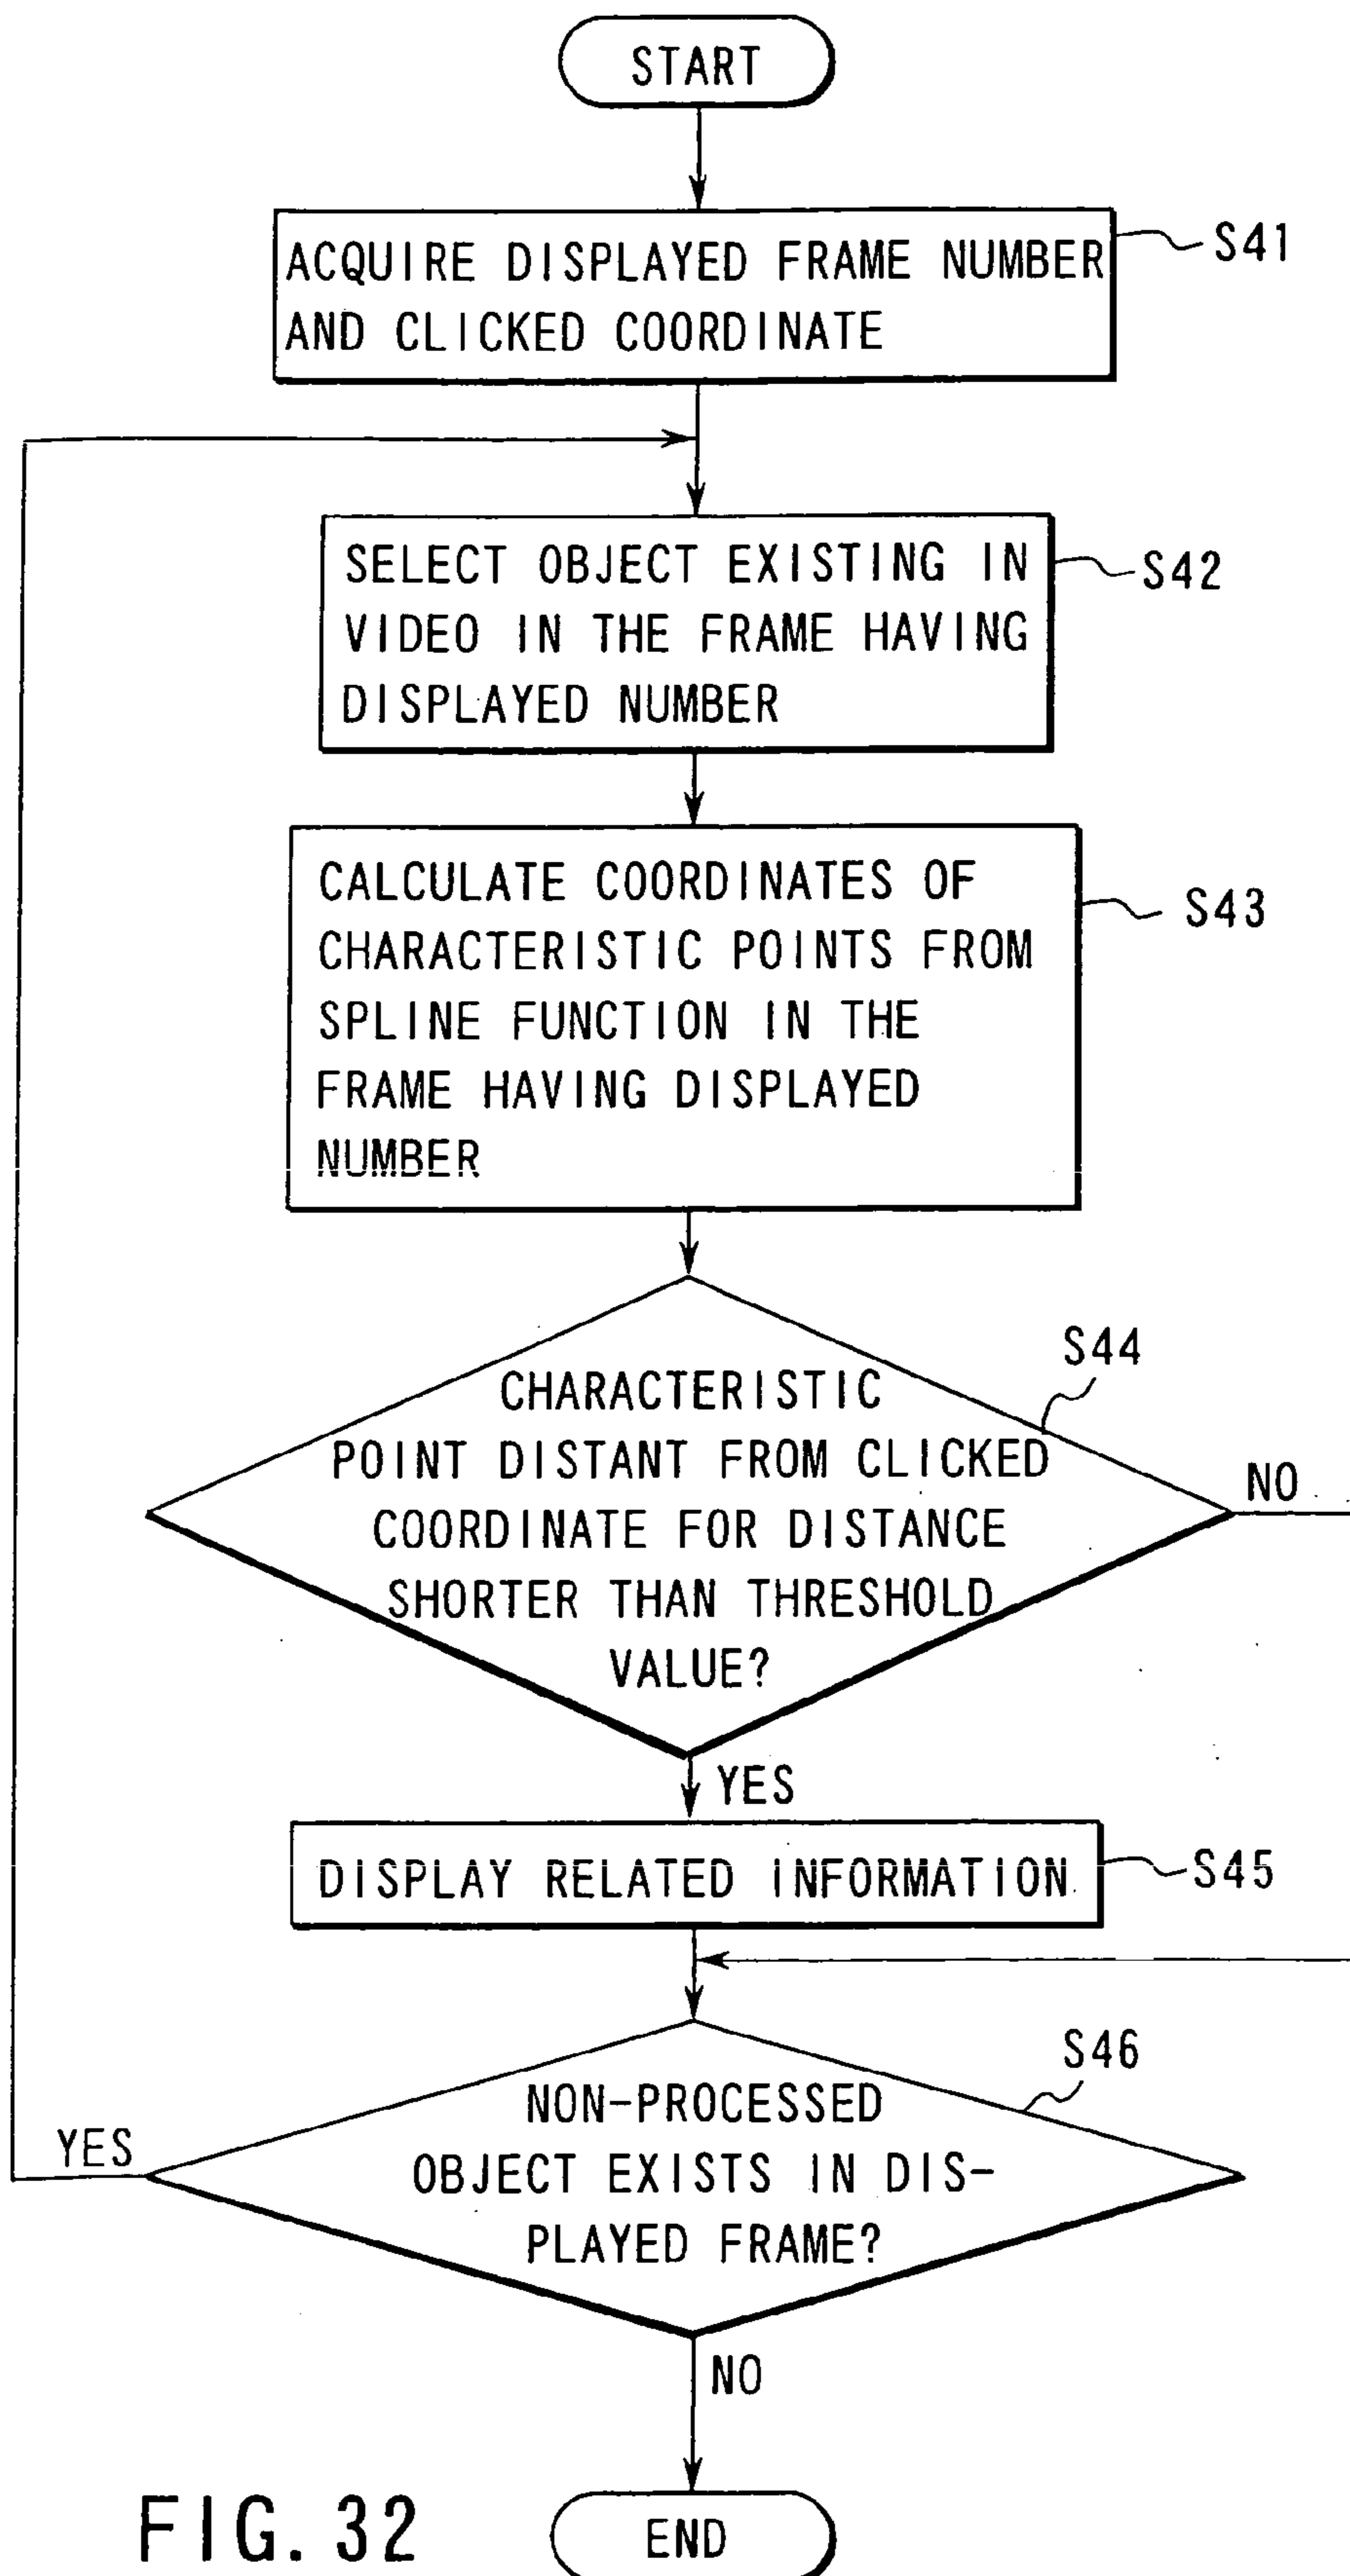 START
ACQUIRE DISPLAYED FRAME NUMBER
AND CLICKED COORDINATE
S41
SELECT OBJECT EXISTING IN
VIDEO IN THE FRAME HAVING
DISPLAYED NUMBER
S42
CALCULATE COORDINATES OF
CHARACTERISTIC POINTS FROM
SPLINE FUNCTION IN THE
FRAME HAVING DISPLAYED
NUMBER
S43
CHARACTERISTIC
POINT DISTANT FROM CLICKED
COORDINATE FOR DISTANCE
SHORTER THAN THRESHOLD
VALUE?
S44
NO
YES
DISPLAY RELATED INFORMATION
S45
NON-PROCESSED
OBJECT EXISTS IN DIS-
PLAYED FRAME?
S46
YES
NO
END
FIG. 32